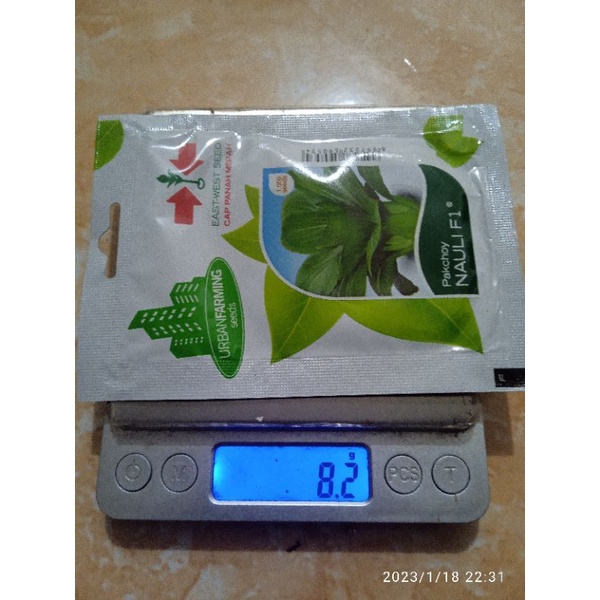 EAST-WEST SEED
CAP PANAH MERAH
URBANFARMING
seeds
Pakchoy
NAULI F1®
g
8.2
PCS
T
M
2023/1/18 22:31